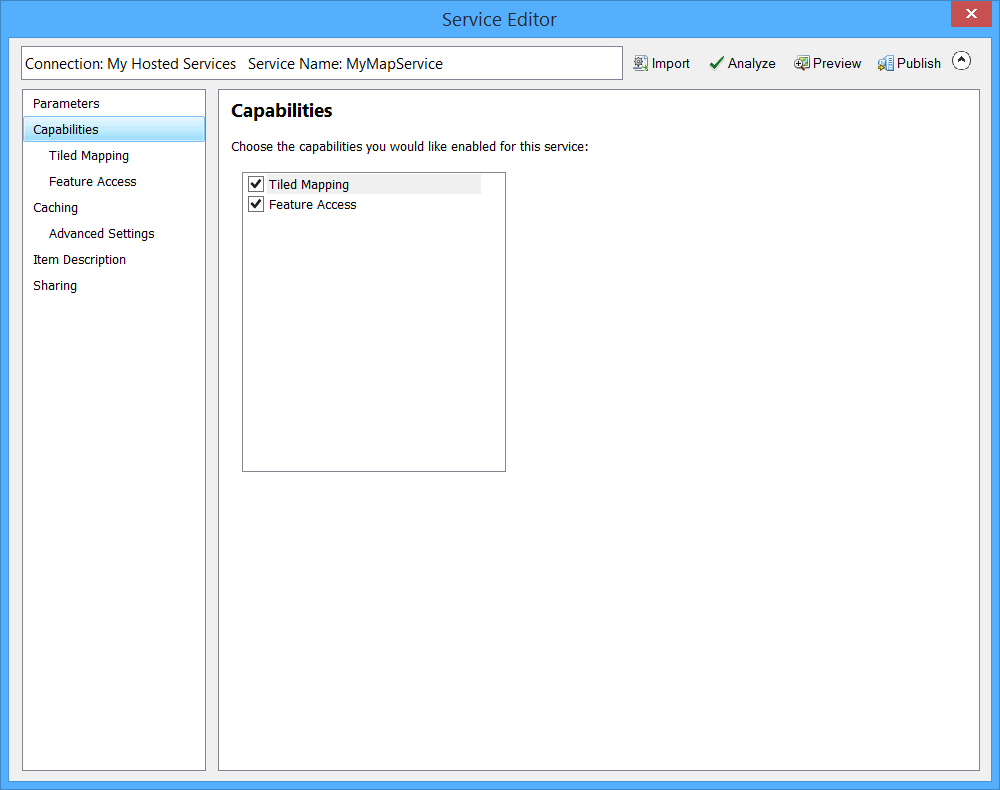 Service Editor
Connection: My Hosted Services Service Name: MyMapService
Import Analyze Preview Publish
Parameters
Capabilities
Tiled Mapping
Feature Access
Caching
Advanced Settings
Item Description
Sharing
Capabilities
Choose the capabilities you would like enabled for this service:
Tiled Mapping
Feature Access